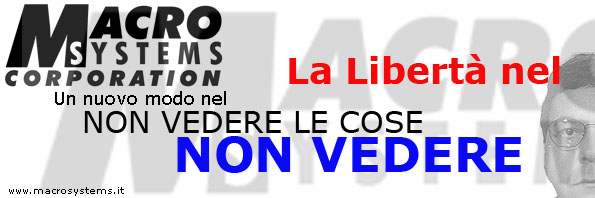 MACRO
SYSTEMS
CORPORATION
La Libertà nel
Un nuovo modo nel
NON VEDERE LE COSE
NON VEDERE
www.macrosystems.it